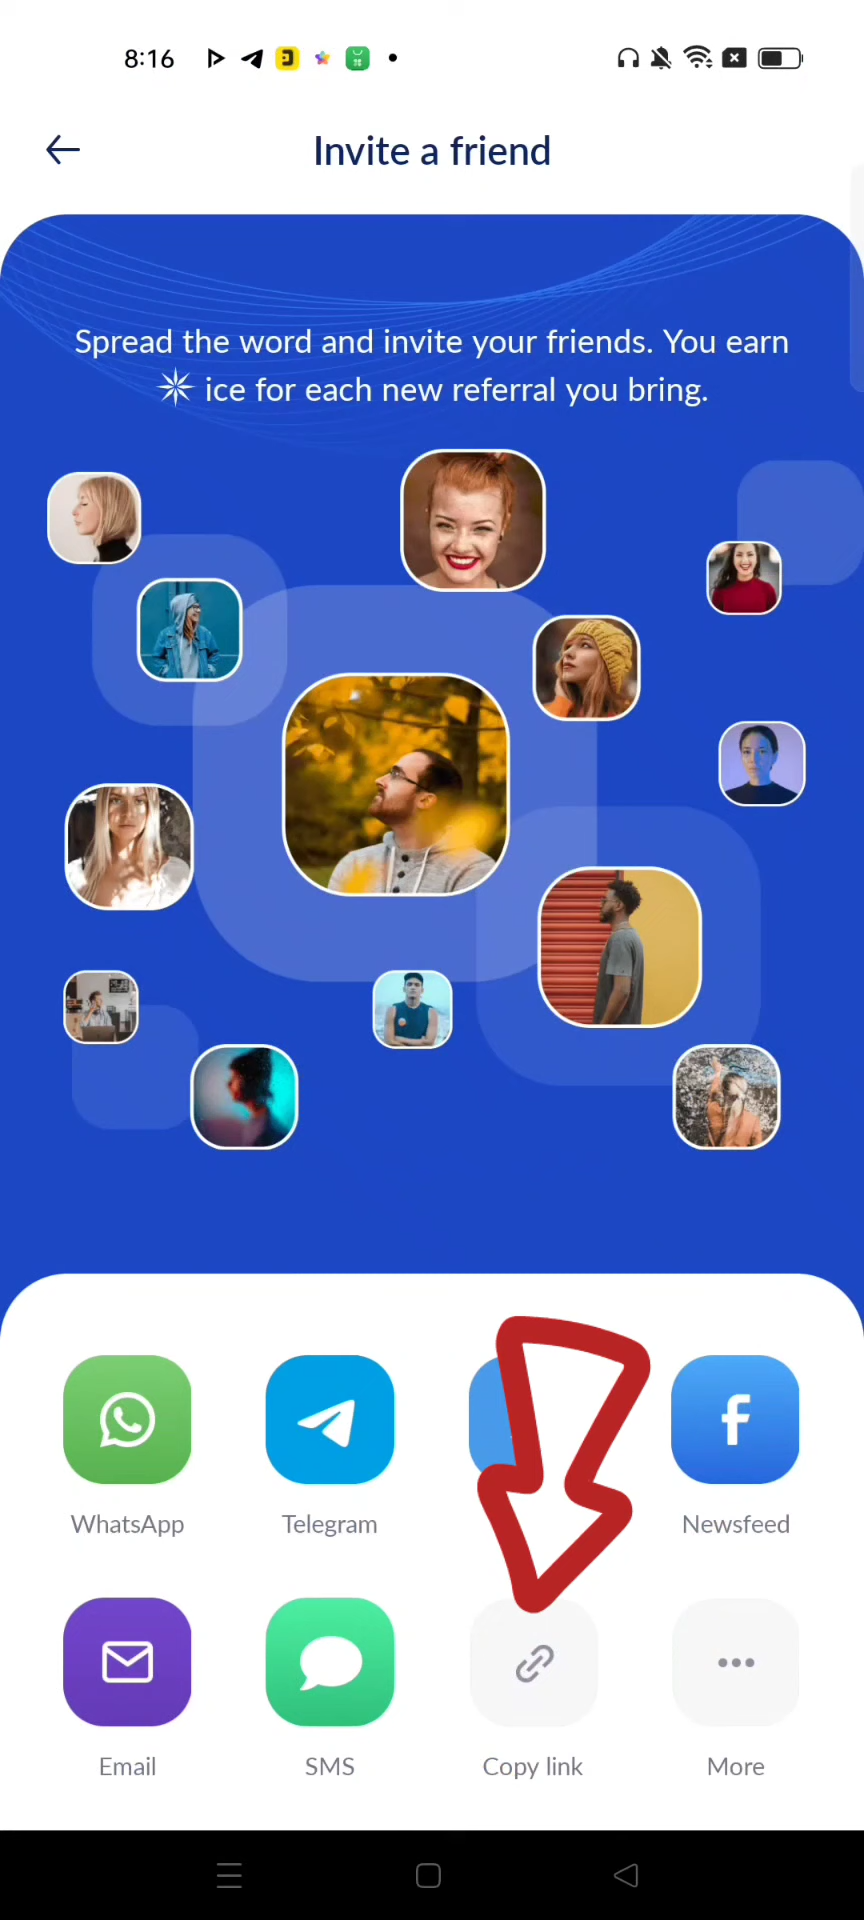 8:16
Invite a friend
Spread the word and invite your friends. You earn
ice for each new referral you bring.
WhatsApp
Telegram
Newsfeed
Email
SMS
Copy link
More